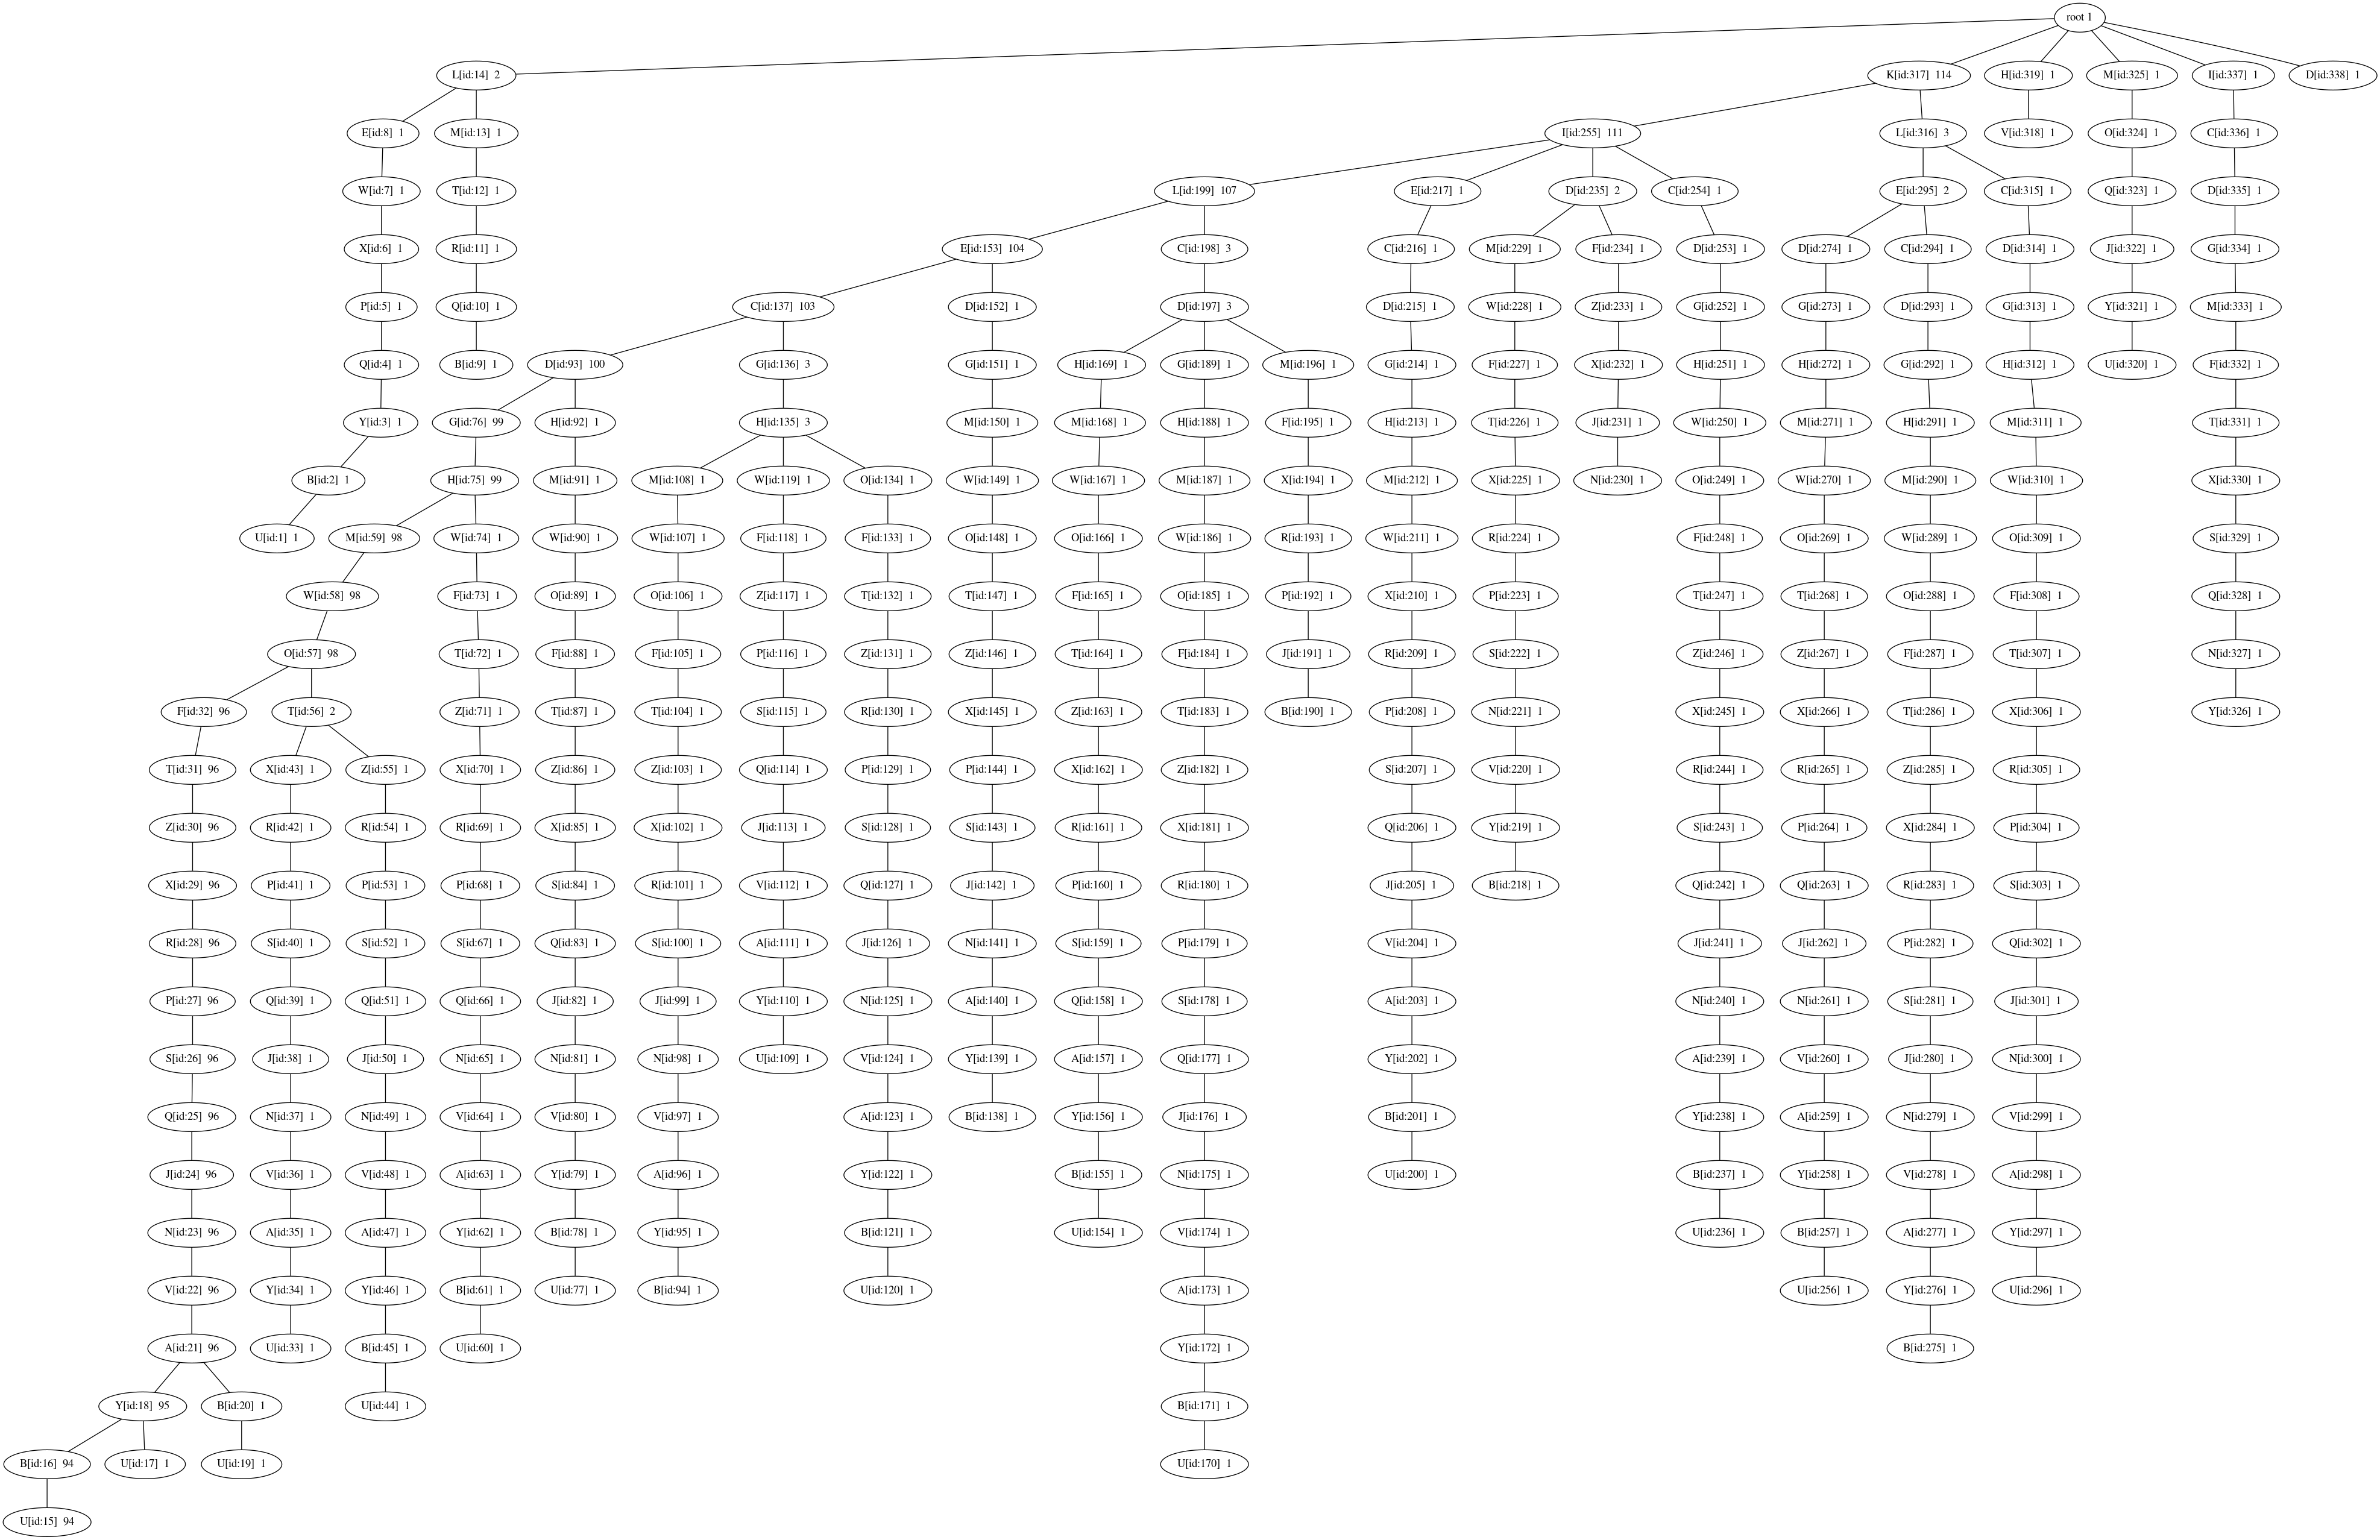 root 1
L[id:14] 2
K[id:317] 114
H[id:319] 1
M[id:325] 1
I[id:337] 1
D[id:338] 1
E[id:8] 1
M[id:13] 1
I[id:255] 111
L[id:316] 3
V[id:318] 1
O[id:324] 1
C[id:336] 1
W[id:7] 1
T[id:12] 1
L[id:199] 107
E[id:217] 1
D[id:235] 2
C[id:254] 1
E[id:295] 2
C[id:315] 1
Q[id:323] 1
D[id:335] 1
X[id:6] 1
R[id:11] 1
E[id:153] 104
C[id:198] 3
C[id:216] 1
M[id:229] 1
F[id:234] 1
D[id:253] 1
D[id:274] 1
C[id:294] 1
D[id:314] 1
J[id:322] 1
G[id:334] 1
P[id:5] 1
Q[id:10] 1
C[id:137] 103
D[id:152] 1
D[id:197] 3
D[id:215] 1
W[id:228] 1
Z[id:233] 1
G[id:252] 1
G[id:273] 1
D[id:293] 1
G[id:313] 1
Y[id:321] 1
M[id:333] 1
Q[id:4] 1
B[id:9] 1
D[id:93] 100
G[id:136] 3
G[id:151] 1
H[id:169] 1
G[id:189] 1
M[id:196] 1
G[id:214] 1
F[id:227] 1
X[id:232] 1
H[id:251] 1
H[id:272] 1
G[id:292] 1
H[id:312] 1
U[id:320] 1
F[id:332] 1
Y[id:3] 1
G[id:76] 99
H[id:92] 1
H[id:135] 3
M[id:150] 1
M[id:168] 1
H[id:188] 1
F[id:195] 1
H[id:213] 1
T[id:226] 1
J[id:231] 1
W[id:250] 1
M[id:271] 1
H[id:291] 1
M[id:311] 1
T[id:331] 1
B[id:2] 1
H[id:75] 99
M[id:91] 1
M[id:108] 1
W[id:119] 1
O[id:134] 1
W[id:149] 1
W[id:167] 1
M[id:187] 1
X[id:194] 1
M[id:212] 1
X[id:225] 1
N[id:230] 1
O[id:249] 1
W[id:270] 1
M[id:290] 1
W[id:310] 1
X[id:330] 1
U[id:1] 1
M[id:59] 98
W[id:74] 1
W[id:90] 1
W[id:107] 1
F[id:118] 1
F[id:133] 1
O[id:148] 1
O[id:166] 1
W[id:186] 1
R[id:193] 1
W[id:211] 1
R[id:224] 1
F[id:248] 1
O[id:269] 1
W[id:289] 1
O[id:309] 1
S[id:329] 1
W[id:58] 98
F[id:73] 1
O[id:89] 1
O[id:106] 1
Z[id:117] 1
T[id:132] 1
T[id:147] 1
F[id:165] 1
O[id:185] 1
P[id:192] 1
X[id:210] 1
P[id:223] 1
T[id:247] 1
T[id:268] 1
O[id:288] 1
F[id:308] 1
Q[id:328] 1
O[id:57] 98
T[id:72] 1
F[id:88] 1
F[id:105] 1
P[id:116] 1
Z[id:131] 1
Z[id:146] 1
T[id:164] 1
F[id:184] 1
J[id:191] 1
R[id:209] 1
S[id:222] 1
Z[id:246] 1
Z[id:267] 1
F[id:287] 1
T[id:307] 1
N[id:327] 1
F[id:32] 96
T[id:56] 2
Z[id:71] 1
T[id:87] 1
T[id:104] 1
S[id:115] 1
R[id:130] 1
X[id:145] 1
Z[id:163] 1
T[id:183] 1
B[id:190] 1
P[id:208] 1
N[id:221] 1
X[id:245] 1
X[id:266] 1
T[id:286] 1
X[id:306] 1
Y[id:326] 1
T[id:31] 96
X[id:43] 1
Z[id:55] 1
X[id:70] 1
Z[id:86] 1
Z[id:103] 1
Q[id:114] 1
P[id:129] 1
P[id:144] 1
X[id:162] 1
Z[id:182] 1
S[id:207] 1
V[id:220] 1
R[id:244] 1
R[id:265] 1
Z[id:285] 1
R[id:305] 1
Z[id:30] 96
R[id:42] 1
R[id:54] 1
R[id:69] 1
X[id:85] 1
X[id:102] 1
J[id:113] 1
S[id:128] 1
S[id:143] 1
R[id:161] 1
X[id:181] 1
Q[id:206] 1
Y[id:219] 1
S[id:243] 1
P[id:264] 1
X[id:284] 1
P[id:304] 1
X[id:29] 96
P[id:41] 1
P[id:53] 1
P[id:68] 1
S[id:84] 1
R[id:101] 1
V[id:112] 1
Q[id:127] 1
J[id:142] 1
P[id:160] 1
R[id:180] 1
J[id:205] 1
B[id:218] 1
Q[id:242] 1
Q[id:263] 1
R[id:283] 1
S[id:303] 1
R[id:28] 96
S[id:40] 1
S[id:52] 1
S[id:67] 1
Q[id:83] 1
S[id:100] 1
A[id:111] 1
J[id:126] 1
N[id:141] 1
S[id:159] 1
P[id:179] 1
V[id:204] 1
J[id:241] 1
J[id:262] 1
P[id:282] 1
Q[id:302] 1
P[id:27] 96
Q[id:39] 1
Q[id:51] 1
Q[id:66] 1
J[id:82] 1
J[id:99] 1
Y[id:110] 1
N[id:125] 1
A[id:140] 1
Q[id:158] 1
S[id:178] 1
A[id:203] 1
N[id:240] 1
N[id:261] 1
S[id:281] 1
J[id:301] 1
S[id:26] 96
J[id:38] 1
J[id:50] 1
N[id:65] 1
N[id:81] 1
N[id:98] 1
U[id:109] 1
V[id:124] 1
Y[id:139] 1
A[id:157] 1
Q[id:177] 1
Y[id:202] 1
A[id:239] 1
V[id:260] 1
J[id:280] 1
N[id:300] 1
Q[id:25] 96
N[id:37] 1
N[id:49] 1
V[id:64] 1
V[id:80] 1
V[id:97] 1
A[id:123] 1
B[id:138] 1
Y[id:156] 1
J[id:176] 1
B[id:201] 1
Y[id:238] 1
A[id:259] 1
N[id:279] 1
V[id:299] 1
J[id:24] 96
V[id:36] 1
V[id:48] 1
A[id:63] 1
Y[id:79] 1
A[id:96] 1
Y[id:122] 1
B[id:155] 1
N[id:175] 1
U[id:200] 1
B[id:237] 1
Y[id:258] 1
V[id:278] 1
A[id:298] 1
N[id:23] 96
A[id:35] 1
A[id:47] 1
Y[id:62] 1
B[id:78] 1
Y[id:95] 1
B[id:121] 1
U[id:154] 1
V[id:174] 1
U[id:236] 1
B[id:257] 1
A[id:277] 1
Y[id:297] 1
V[id:22] 96
Y[id:34] 1
Y[id:46] 1
B[id:61] 1
U[id:77] 1
B[id:94] 1
U[id:120] 1
A[id:173] 1
U[id:256] 1
Y[id:276] 1
U[id:296] 1
A[id:21] 96
U[id:33] 1
B[id:45] 1
U[id:60] 1
Y[id:172] 1
B[id:275] 1
Y[id:18] 95
B[id:20] 1
U[id:44] 1
B[id:171] 1
B[id:16] 94
U[id:17] 1
U[id:19] 1
U[id:170] 1
U[id:15] 94